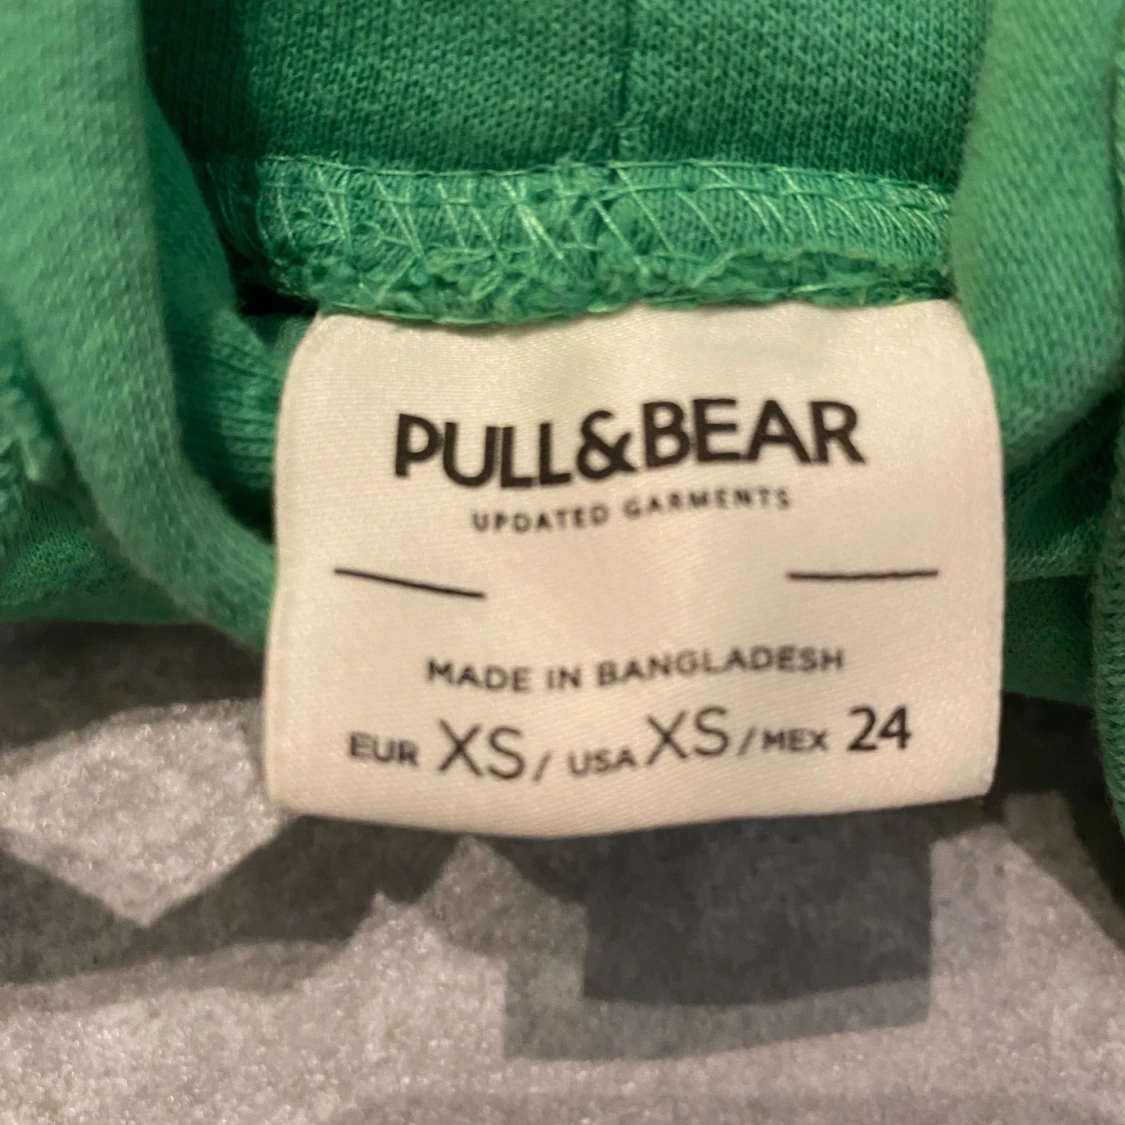 PULL&BEAR
UPDATED GARMENTS
MADE IN BANGLADESH
EUR XS / USA XS / MEX 24